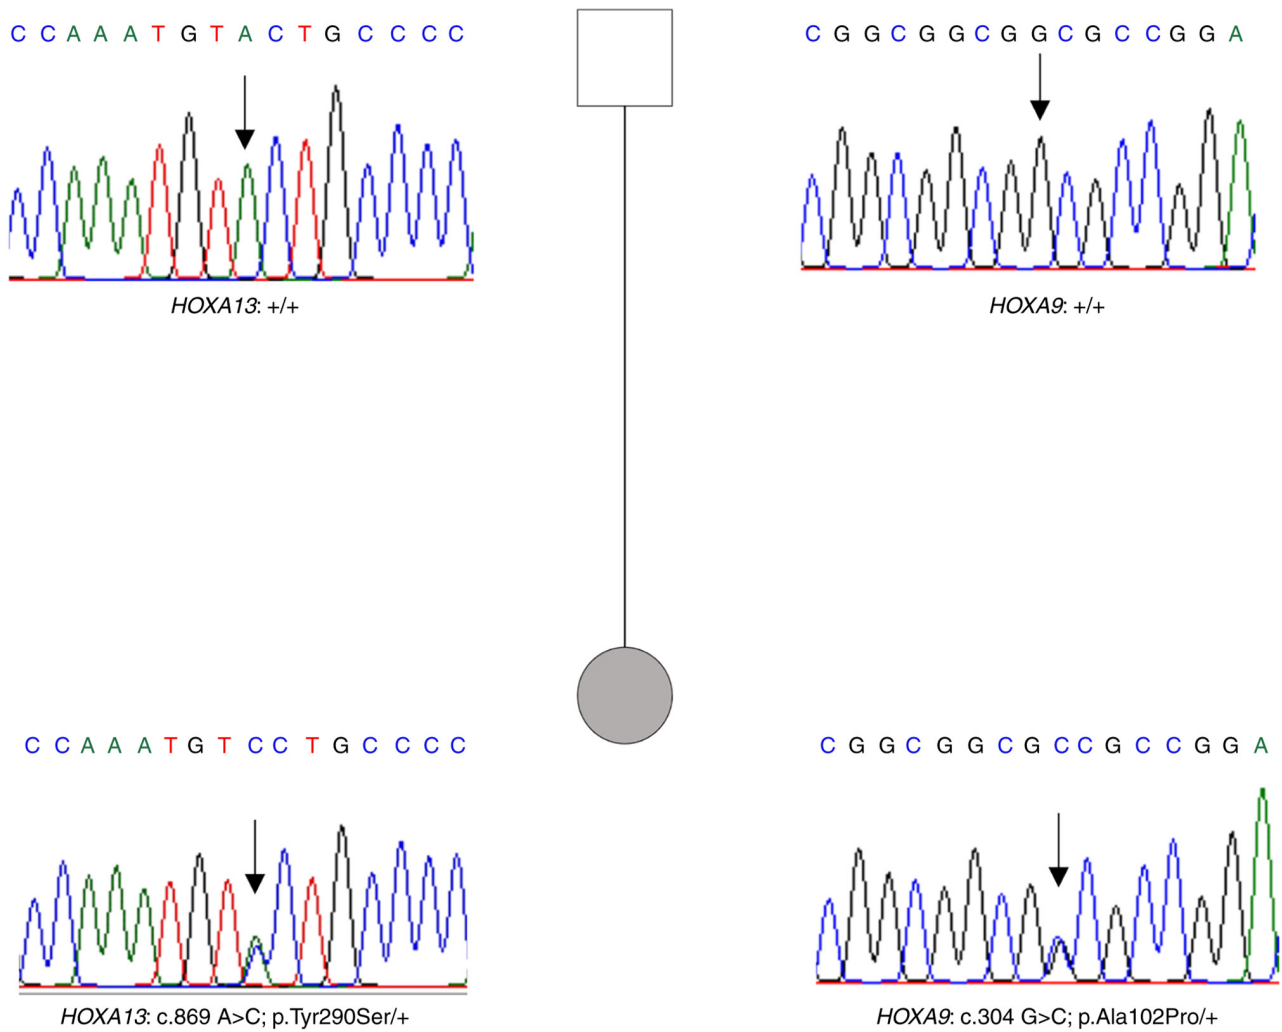 C C A A A T G T A C T G C C C C
C G G C G G C G G C G C C G G A
HOXA13: +/+
HOXA9: +/+
C C A A A T G T C C T G C C C C
C G G C G G C G C C G C C G G A
HOXA13: c.869 A>C; p.Tyr290Ser/+
HOXA9: c.304 G>C; p.Ala102Pro/+